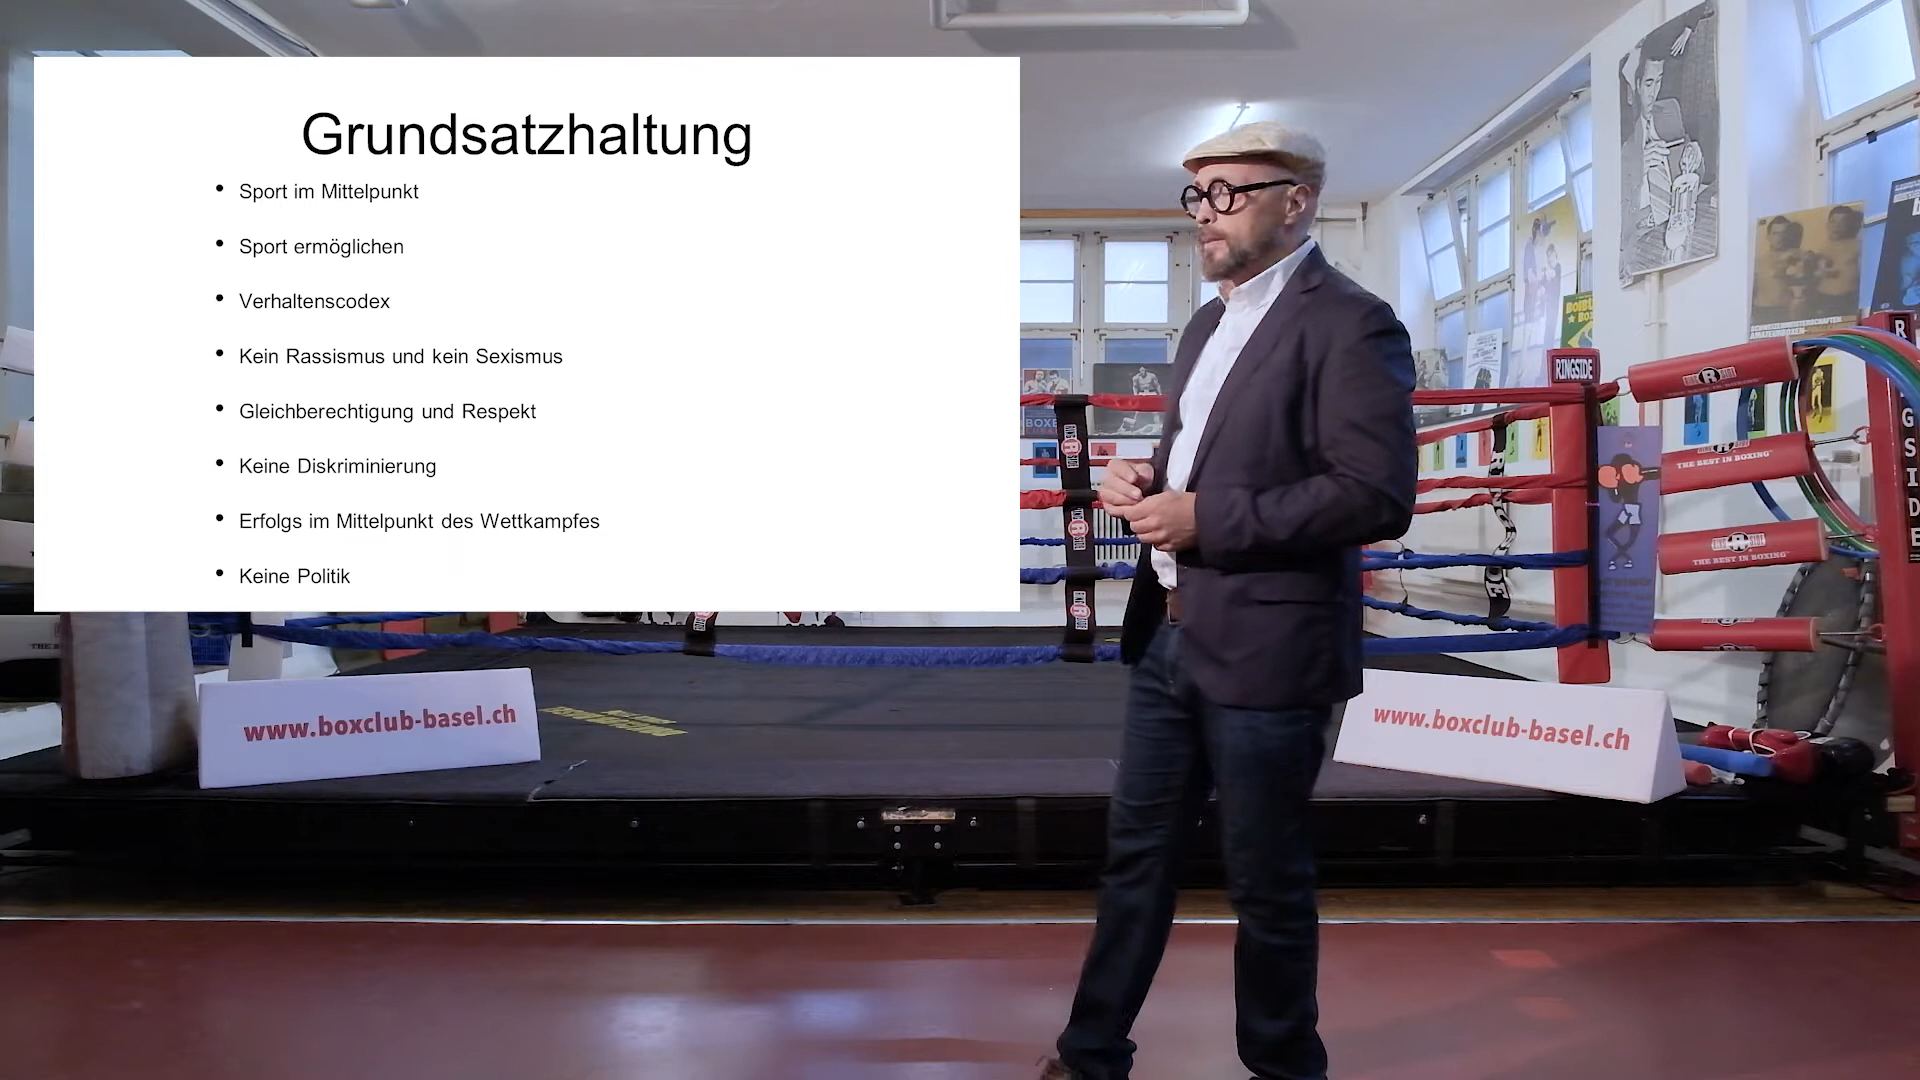 Grundsatzhaltung
• Sport im Mittelpunkt
• Sport ermöglichen
• Verhaltenscodex
• Kein Rassismus und kein Sexismus
• Gleichberechtigung und Respekt
• Keine Diskriminierung
• Erfolgs im Mittelpunkt des Wettkampfes
• Keine Politik
RINGSIDE
THE BEST IN BOXING
THE BEST IN BOXING
www.boxclub-basel.ch
www.boxclub-basel.ch